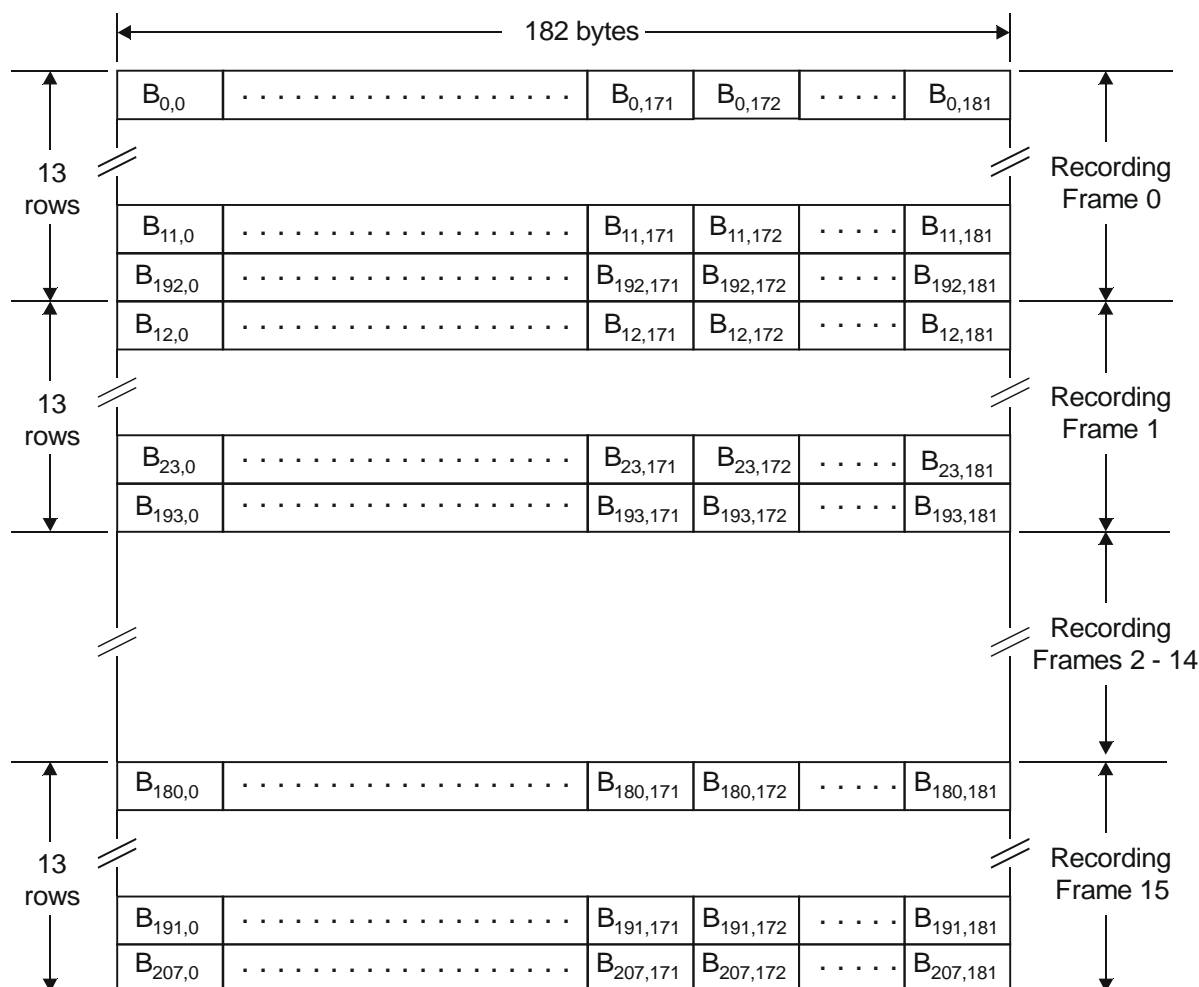 182 bytes
B0,0 . . . . . . . . . . . . . . . . . . . B0,171 B0,172 . . . . . B0,181
13
rows
Recording
Frame 0
B11,0 . . . . . . . . . . . . . . . . . . . B11,171 B11,172 . . . . . B11,181
B192,0 . . . . . . . . . . . . . . . . . . . B192,171 B192,172 . . . . . B192,181
B12,0 . . . . . . . . . . . . . . . . . . . B12,171 B12,172 . . . . . B12,181
13
rows
Recording
Frame 1
B23,0 . . . . . . . . . . . . . . . . . . . B23,171 B23,172 . . . . . B23,181
B193,0 . . . . . . . . . . . . . . . . . . . B193,171 B193,172 . . . . . B193,181
Recording
Frames 2 - 14
B180,0 . . . . . . . . . . . . . . . . . . . B180,171 B180,172 . . . . . B180,181
13
rows
Recording
Frame 15
B191,0 . . . . . . . . . . . . . . . . . . . B191,171 B191,172 . . . . . B191,181
B207,0 . . . . . . . . . . . . . . . . . . . B207,171 B207,172 . . . . . B207,181